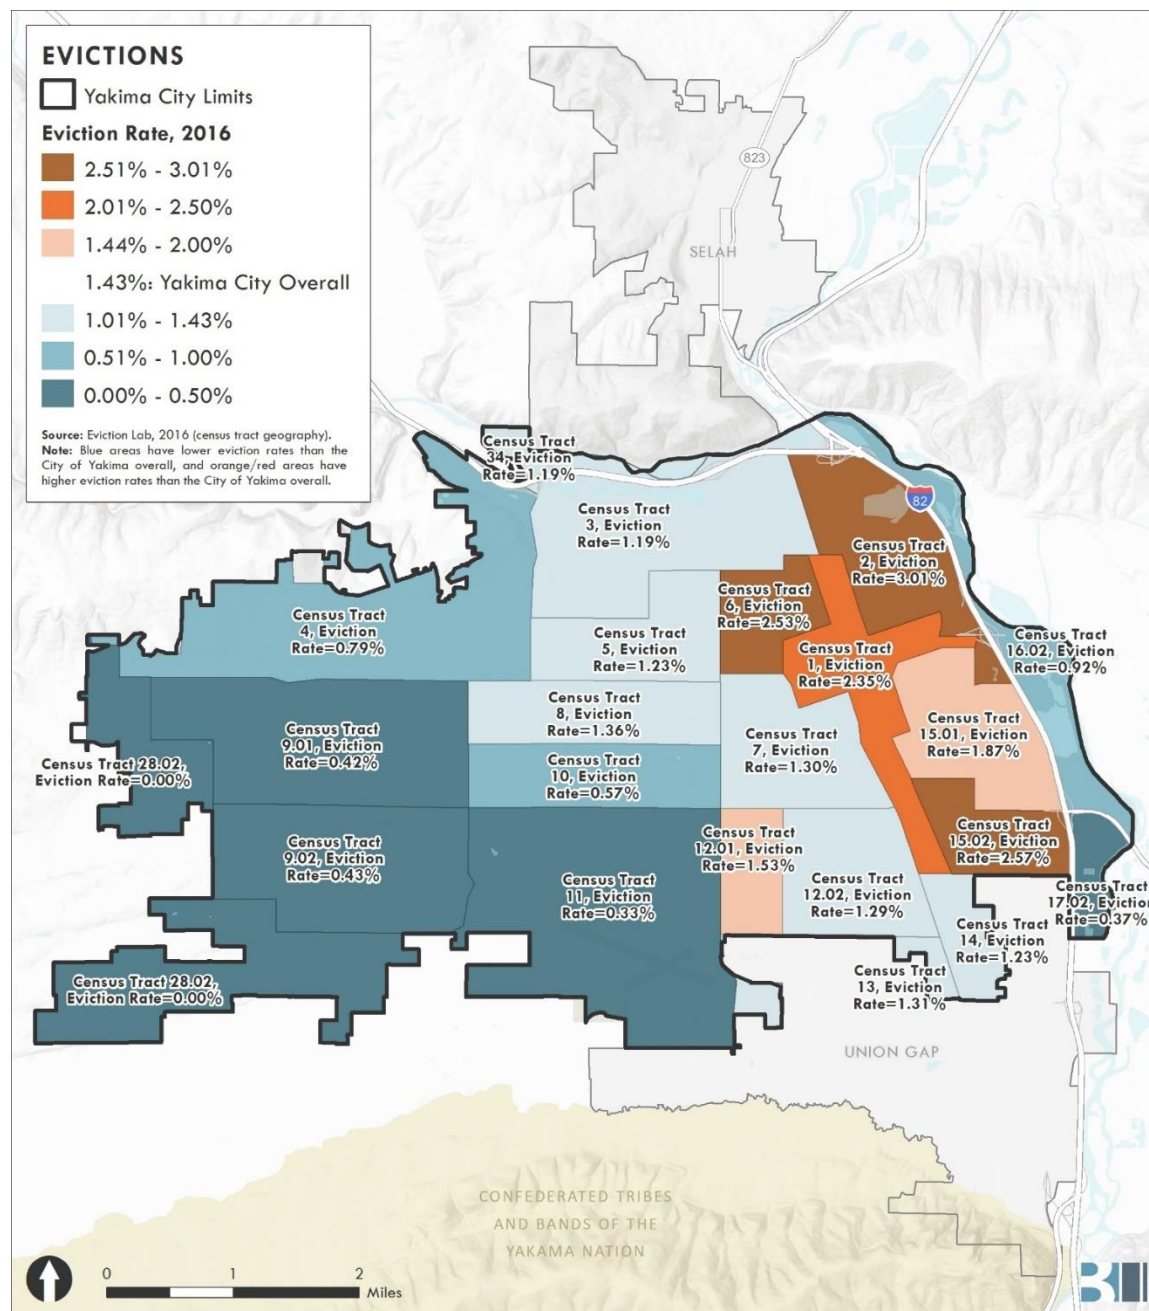 EVICTIONS
Yakima City Limits
Eviction Rate, 2016
2.51% - 3.01%
2.01% - 2.50%
1.44% - 2.00%
1.43%: Yakima City Overall
1.01% - 1.43%
0.51% - 1.00%
0.00% - 0.50%
Source: Eviction Lab, 2016 (census tract geography).
Note: Blue areas have lower eviction rates than the
City of Yakima overall, and orange/red areas have
higher eviction rates than the City of Yakima overall.
823
SELAH
Census Tract
34, Eviction
Rate=1.19%
82
Census Tract
3, Eviction
Rate=1.19%
Census Tract
2, Eviction
Rate=3.01%
Census Tract
6, Eviction
Rate=2.53%
Census Tract
4, Eviction
Rate=0.79%
Census Tract
5, Eviction
Rate=1.23%
Census Tract
1, Eviction
Rate=2.35%
Census Tract
16.02, Eviction
Rate=0.92%
Census Tract
8, Eviction
Rate=1.36%
Census Tract
9.01, Eviction
Rate=0.42%
Census Tract
7, Eviction
Rate=1.30%
Census Tract
15.01, Eviction
Rate=1.87%
Census Tract 28.02,
Eviction Rate=0.00%
Census Tract
10, Eviction
Rate=0.57%
Census Tract
9.02, Eviction
Rate=0.43%
Census Tract
12.01, Eviction
Rate=1.53%
Census Tract
15.02, Eviction
Rate=2.57%
Census Tract
11, Eviction
Rate=0.33%
Census Tract
12.02, Eviction
Rate=1.29%
Census Tract
17.02, Eviction
Rate=0.37%
Census Tract
14, Eviction
Rate=1.23%
Census Tract 28.02,
Eviction Rate=0.00%
Census Tract
13, Eviction
Rate=1.31%
UNION GAP
CONFEDERATED TRIBES
AND BANDS OF THE
YAKAMA NATION
0 1 2
Miles